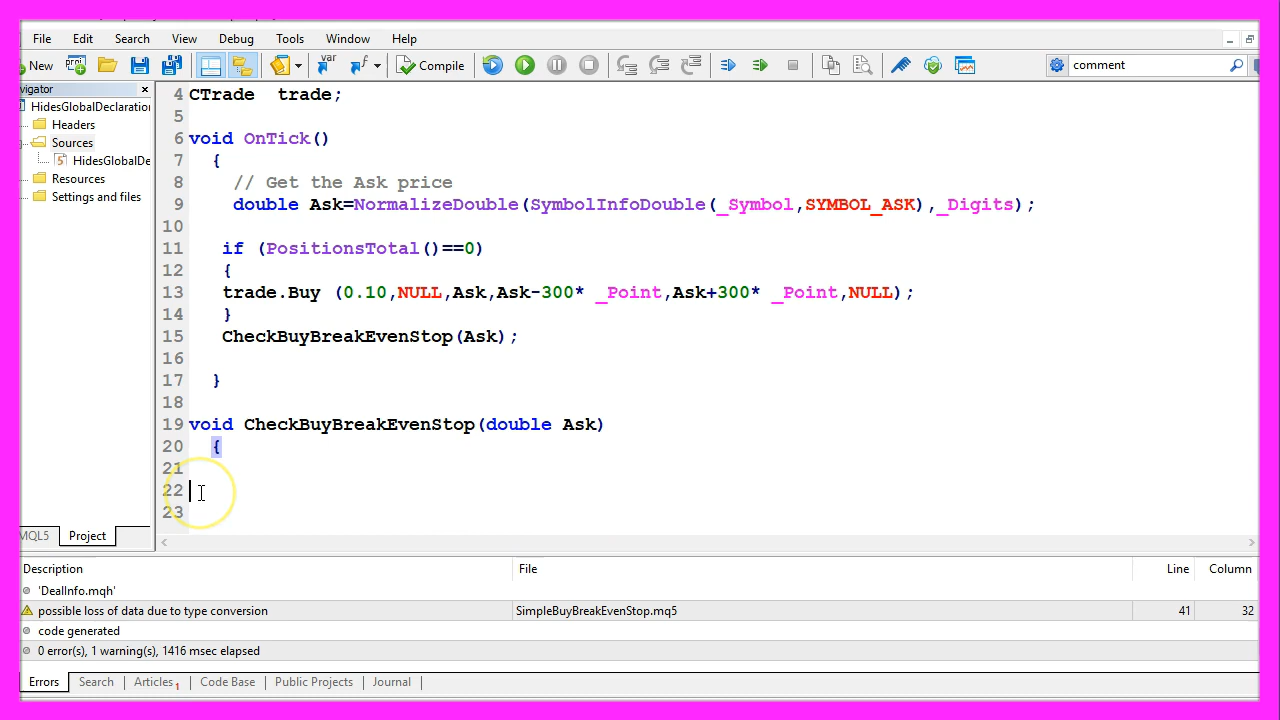 File Edit Search View Debug Tools Window Help
New Compile comment
vigator
HidesGlobalDeclaration
Headers
Sources
HidesGlobalDe
Resources
Settings and files
MQL5 Project
4 CTrade trade;
5
6 void OnTick()
7 {
8 // Get the Ask price
9 double Ask=NormalizeDouble(SymbolInfoDouble(_Symbol,SYMBOL_ASK),_Digits);
10
11 if (PositionsTotal()==0)
12 {
13 trade.Buy (0.10,NULL,Ask,Ask-300* _Point,Ask+300* _Point,NULL);
14 }
15 CheckBuyBreakEvenStop(Ask);
16
17 }
18
19 void CheckBuyBreakEvenStop(double Ask)
20 {
21
22
23
Description File Line Column
'DealInfo.mqh'
possible loss of data due to type conversion SimpleBuyBreakEvenStop.mq5 41 32
code generated
0 error(s), 1 warning(s), 1416 msec elapsed
Errors Search Articles 1 Code Base Public Projects Journal